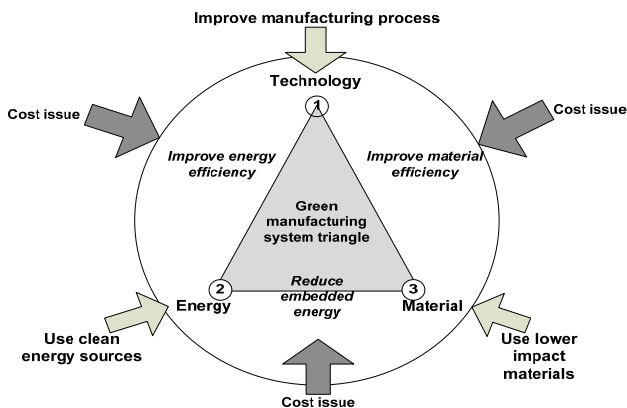 Improve manufacturing process
Technology
1
Cost issue
Cost issue
Improve energy
efficiency
Improve material
efficiency
Green
manufacturing
system triangle
2
Reduce
embedded
energy
3
Energy
Material
Use clean
energy sources
Use lower
impact
materials
Cost issue